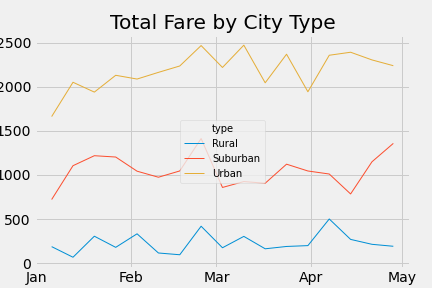 Total Fare by City Type
2500
2000
1500
1000
500
0
type
Rural
Suburban
Urban
Jan Feb Mar Apr May